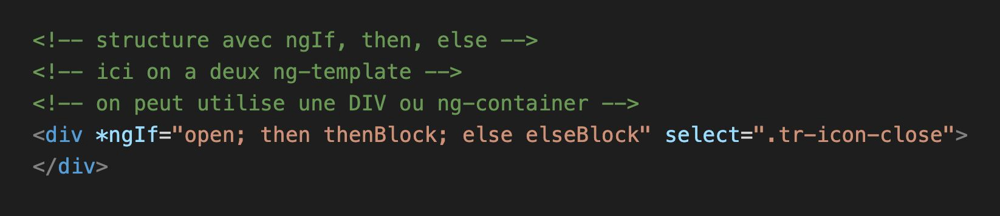 <!-- structure avec ngIf, then, else -->
<!-- ici on a deux ng-template -->
<!-- on peut utilise une DIV ou ng-container -->
<div *ngIf="open; then thenBlock; else elseBlock" select=".tr-icon-close">
</div>